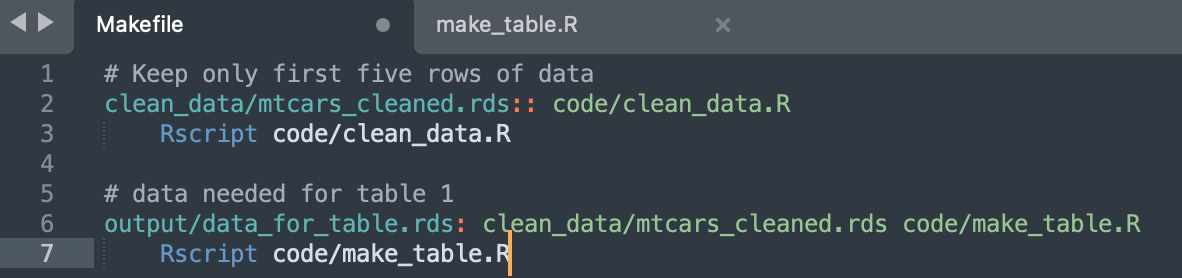 Makefile
make_table.R
1 # Keep only first five rows of data
2 clean_data/mtcars_cleaned.rds:: code/clean_data.R
3 Rscript code/clean_data.R
4
5 # data needed for table 1
6 output/data_for_table.rds: clean_data/mtcars_cleaned.rds code/make_table.R
7 Rscript code/make_table.R